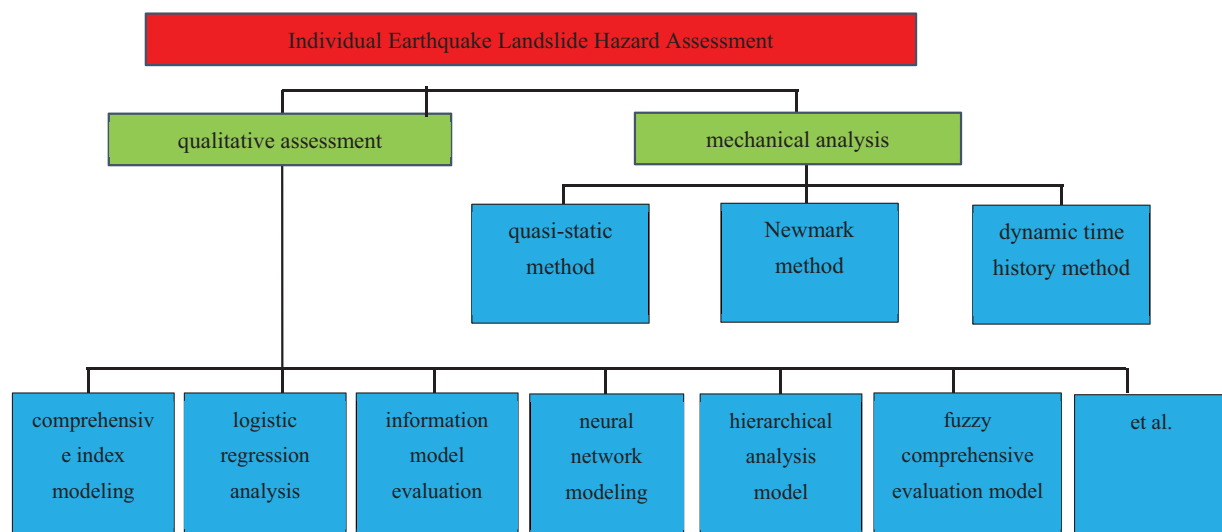 Individual Earthquake Landslide Hazard Assessment
qualitative assessment
mechanical analysis
quasi-static
method
Newmark
method
dynamic time
history method
comprehensiv
e index
modeling
logistic
regression
analysis
information
model
evaluation
neural
network
modeling
hierarchical
analysis
model
fuzzy
comprehensive
evaluation model
et al.